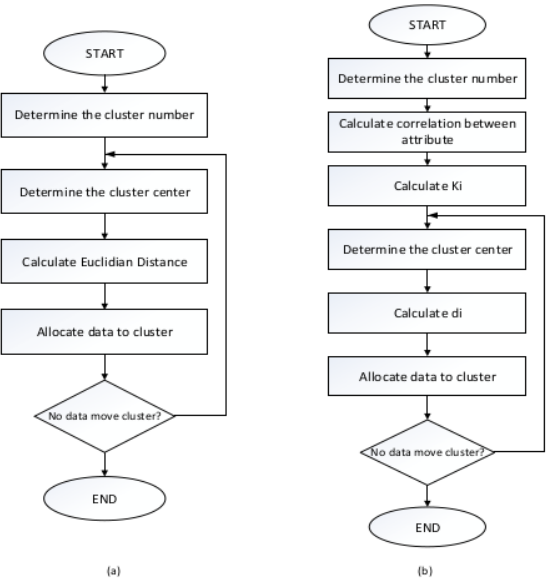 START
Determine the cluster number
Determine the cluster center
Calculate Euclidian Distance
Allocate data to cluster
No data move cluster?
END
(a)
START
Determine the cluster number
Calculate correlation between
attribute
Calculate Ki
Determine the cluster center
Calculate di
Allocate data to cluster
No data move cluster?
END
(b)